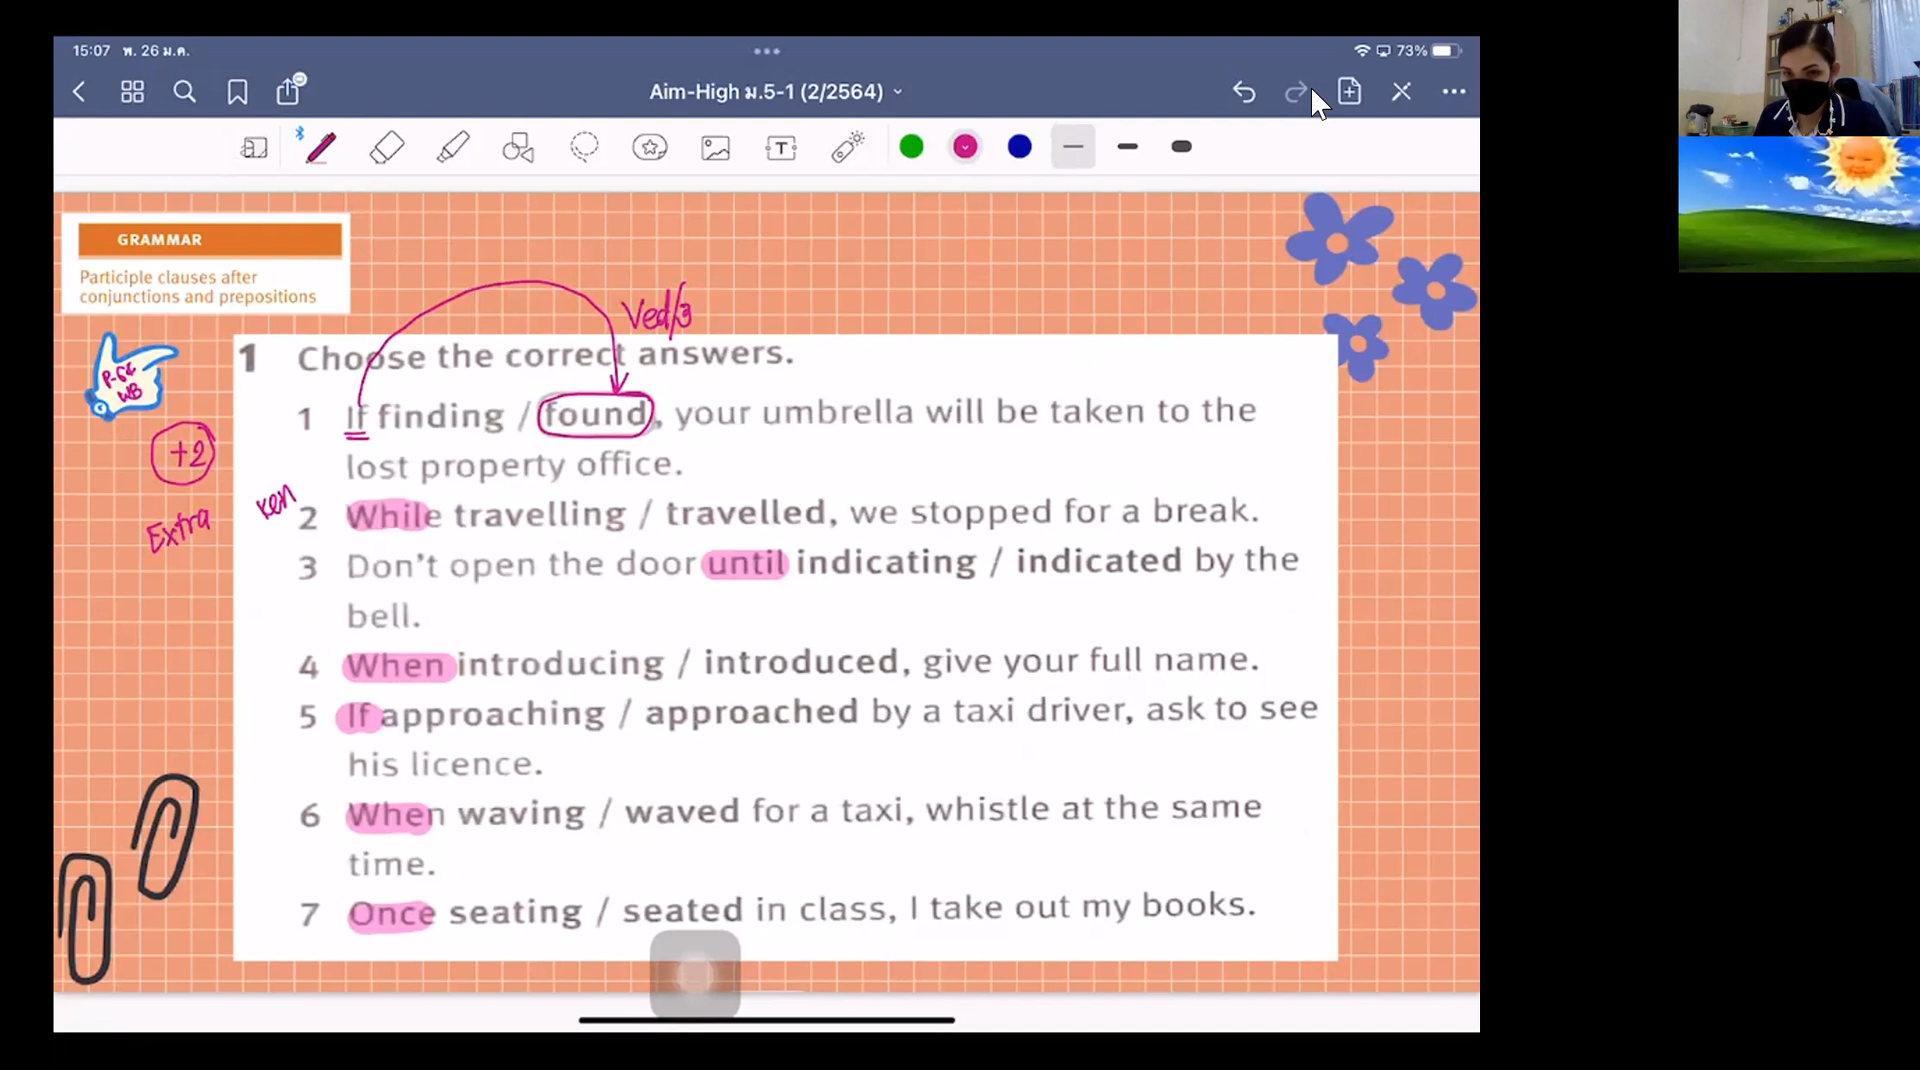 15:07 พ. 26 ม.ค.
73%
Aim-High ม.5-1 (2/2564)
GRAMMAR
Participle clauses after
conjunctions and prepositions
Ved/3
P-64
WB
+2
Extra
Ken
1 Choose the correct answers.
1 If finding / found, your umbrella will be taken to the
lost property office.
2 While travelling / travelled, we stopped for a break.
3 Don't open the door until indicating / indicated by the
bell.
4 When introducing / introduced, give your full name.
5 If approaching / approached by a taxi driver, ask to see
his licence.
6 When waving / waved for a taxi, whistle at the same
time.
7 Once seating / seated in class, I take out my books.